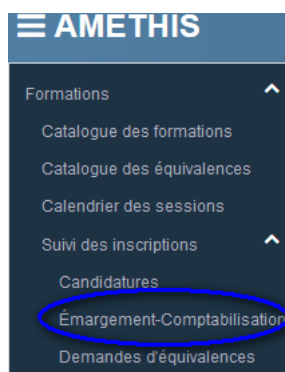 ☰ AMETHIS
Formations
Catalogue des formations
Catalogue des équivalences
Calendrier des sessions
Suivi des inscriptions
Candidatures
Émargement-Comptabilisation
Demandes d'équivalences